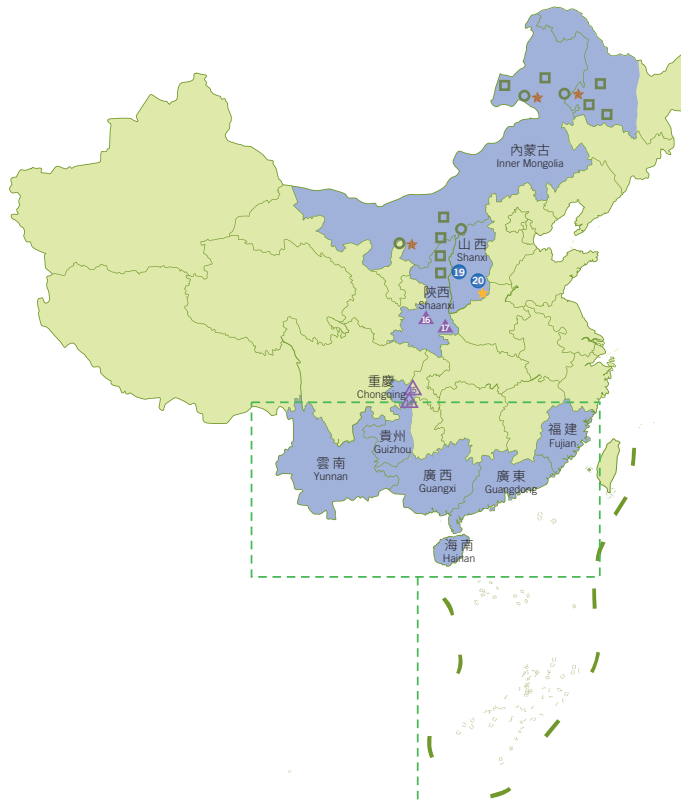 內蒙古
Inner Mongolia
山西
Shanxi
19
20
陝西
Shaanxi
16
17
重慶
Chongqing
貴州
Guizhou
福建
Fujian
雲南
Yunnan
廣西
Guangxi
廣東
Guangdong
海南
Hainan